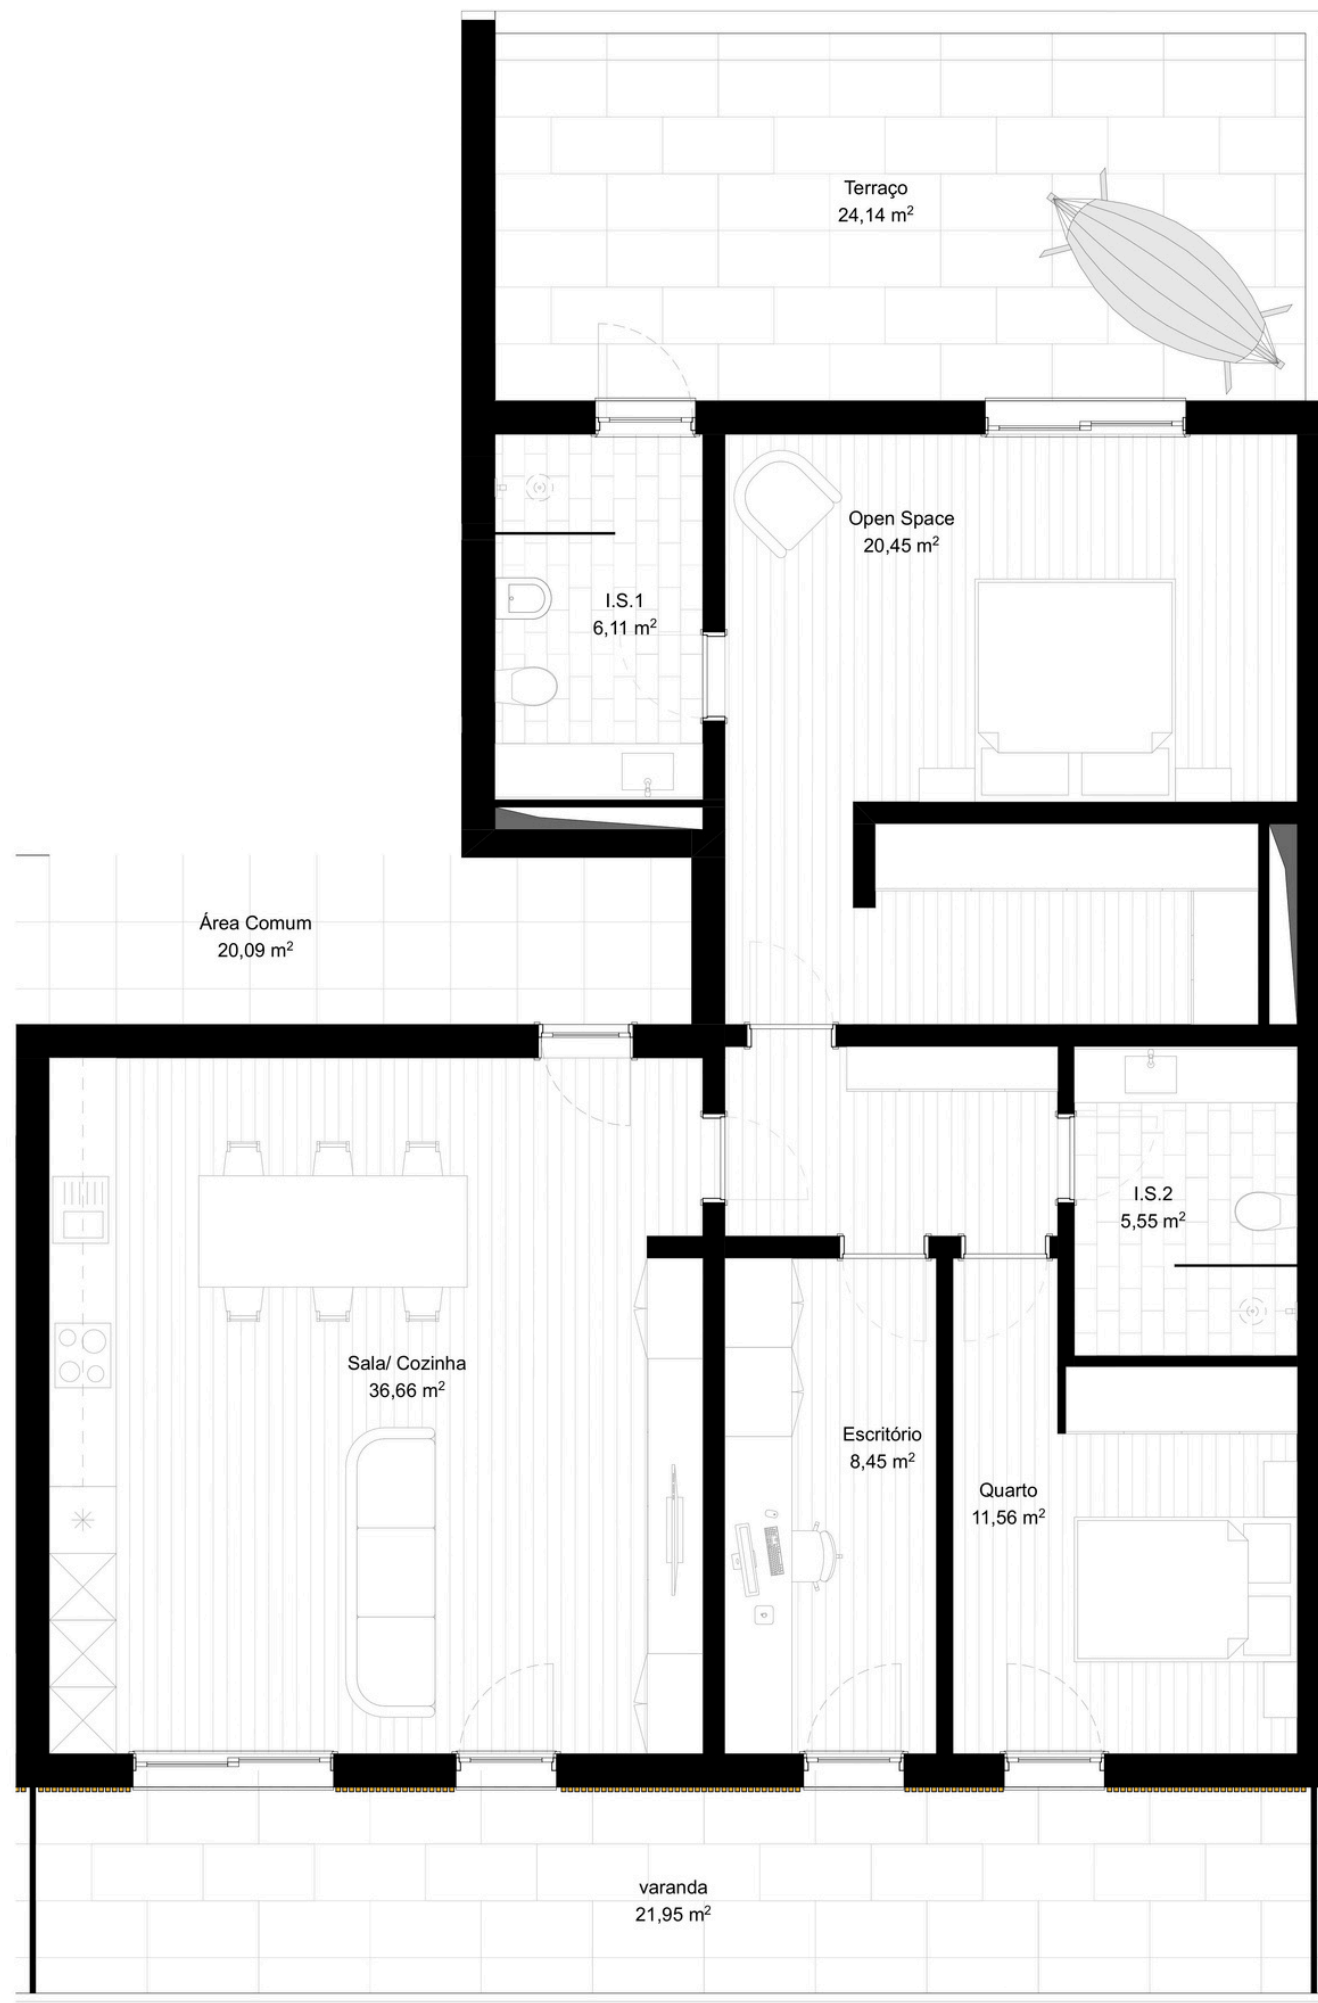 Terraço
24,14 m²
Open Space
20,45 m²
I.S.1
6,11 m²
Área Comum
20,09 m²
I.S.2
5,55 m²
Sala/ Cozinha
36,66 m²
Escritório
8,45 m²
Quarto
11,56 m²
varanda
21,95 m²